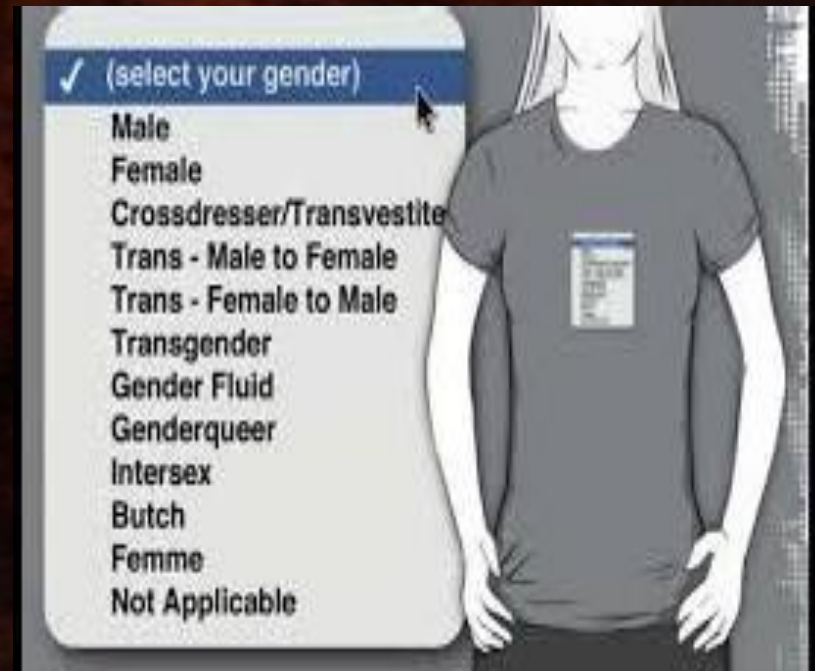 ✓ (select your gender)
Male
Female
Crossdresser/Transvestite
Trans - Male to Female
Trans - Female to Male
Transgender
Gender Fluid
Genderqueer
Intersex
Butch
Femme
Not Applicable